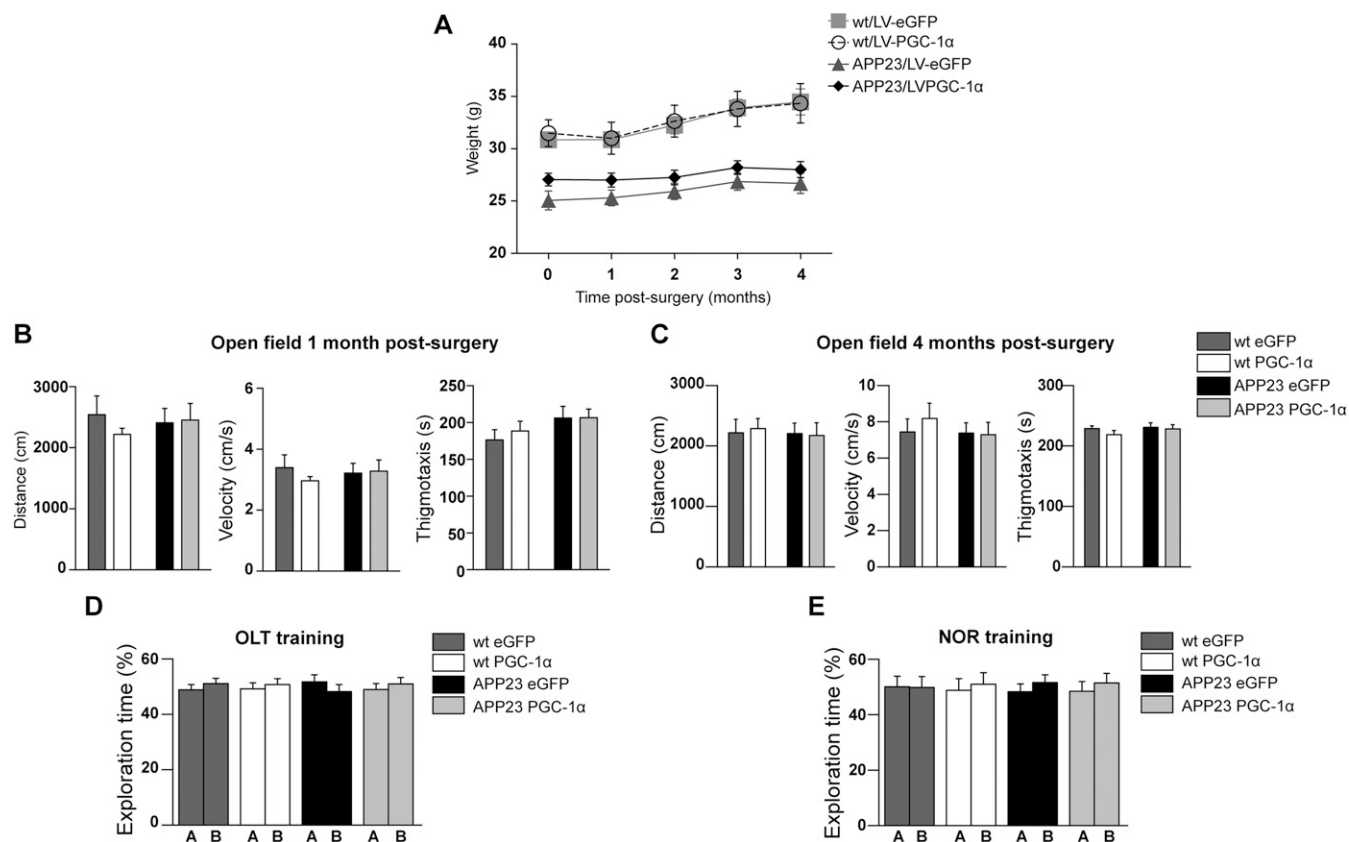 A
wt/LV-eGFP
wt/LV-PGC-1α
APP23/LV-eGFP
APP23/LVPGC-1α
40
35
30
25
20
Weight (g)
0 1 2 3 4
Time post-surgery (months)
B
Open field 1 month post-surgery
3000
2000
1000
0
Distance (cm)
6
4
2
0
Velocity (cm/s)
250
200
150
100
50
0
Thigmotaxis (s)
C
Open field 4 months post-surgery
3000
2000
1000
0
Distance (cm)
10
8
6
4
2
0
Velocity (cm/s)
300
200
100
0
Thigmotaxis (s)
wt eGFP
wt PGC-1α
APP23 eGFP
APP23 PGC-1α
D
OLT training
60
40
20
0
Exploration time (%)
A B A B A B A B
wt eGFP
wt PGC-1α
APP23 eGFP
APP23 PGC-1α
E
NOR training
60
40
20
0
Exploration time (%)
A B A B A B A B
wt eGFP
wt PGC-1α
APP23 eGFP
APP23 PGC-1α